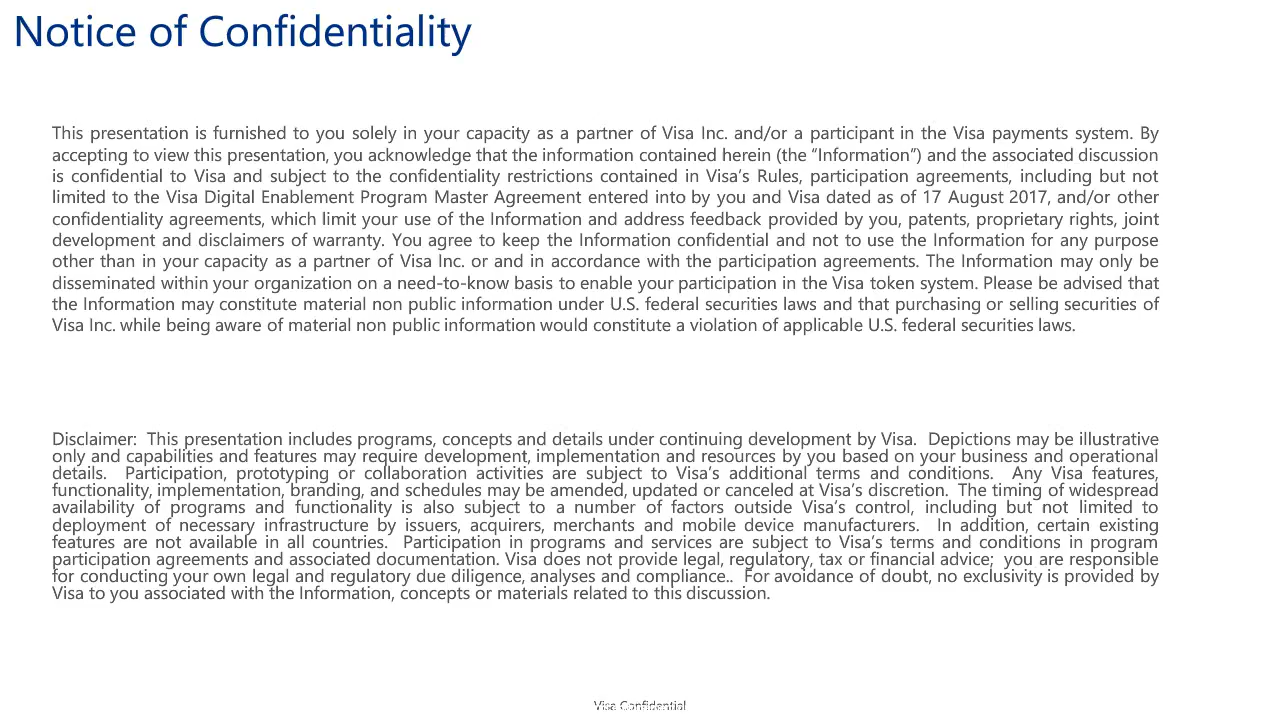 Notice of Confidentiality
This presentation is furnished to you solely in your capacity as a partner of Visa Inc. and/or a participant in the Visa payments system. By
accepting to view this presentation, you acknowledge that the information contained herein (the “Information”) and the associated discussion
is confidential to Visa and subject to the confidentiality restrictions contained in Visa’s Rules, participation agreements, including but not
limited to the Visa Digital Enablement Program Master Agreement entered into by you and Visa dated as of 17 August 2017, and/or other
confidentiality agreements, which limit your use of the Information and address feedback provided by you, patents, proprietary rights, joint
development and disclaimers of warranty. You agree to keep the Information confidential and not to use the Information for any purpose
other than in your capacity as a partner of Visa Inc. or and in accordance with the participation agreements. The Information may only be
disseminated within your organization on a need-to-know basis to enable your participation in the Visa token system. Please be advised that
the Information may constitute material non public information under U.S. federal securities laws and that purchasing or selling securities of
Visa Inc. while being aware of material non public information would constitute a violation of applicable U.S. federal securities laws.
Disclaimer:  This presentation includes programs, concepts and details under continuing development by Visa.  Depictions may be illustrative
only and capabilities and features may require development, implementation and resources by you based on your business and operational
details.  Participation, prototyping or collaboration activities are subject to Visa’s additional terms and conditions.  Any Visa features,
functionality, implementation, branding, and schedules may be amended, updated or canceled at Visa’s discretion.  The timing of widespread
availability of programs and functionality is also subject to a number of factors outside Visa’s control, including but not limited to
deployment of necessary infrastructure by issuers, acquirers, merchants and mobile device manufacturers.  In addition, certain existing
features are not available in all countries.  Participation in programs and services are subject to Visa’s terms and conditions in program
participation agreements and associated documentation. Visa does not provide legal, regulatory, tax or financial advice;  you are responsible
for conducting your own legal and regulatory due diligence, analyses and compliance..  For avoidance of doubt, no exclusivity is provided by
Visa to you associated with the Information, concepts or materials related to this discussion.
Visa Confidential